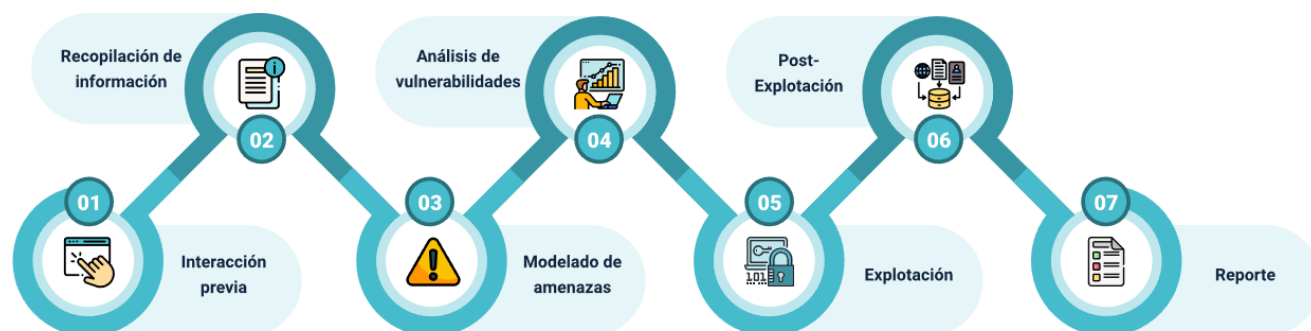 01
Interacción
previa
02
Recopilación de
información
03
Modelado de
amenazas
04
Análisis de
vulnerabilidades
05
Explotación
06
Post-
Explotación
07
Reporte
101